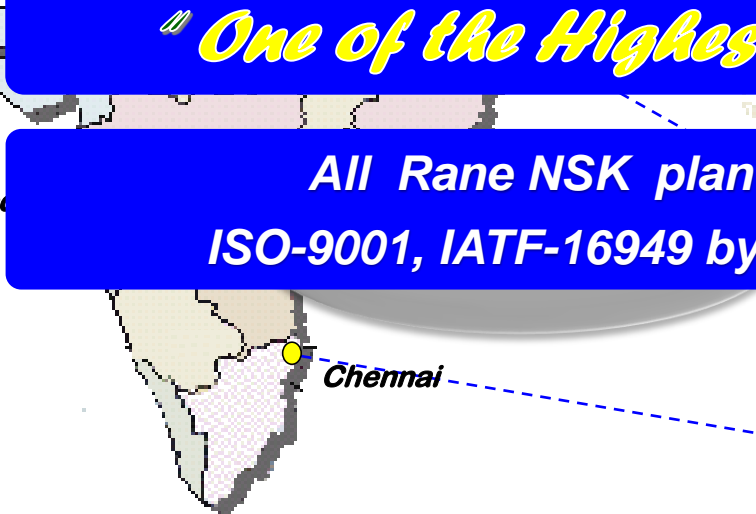 " One of the Highes
All Rane NSK plan
ISO-9001, IATF-16949 by
Chennai